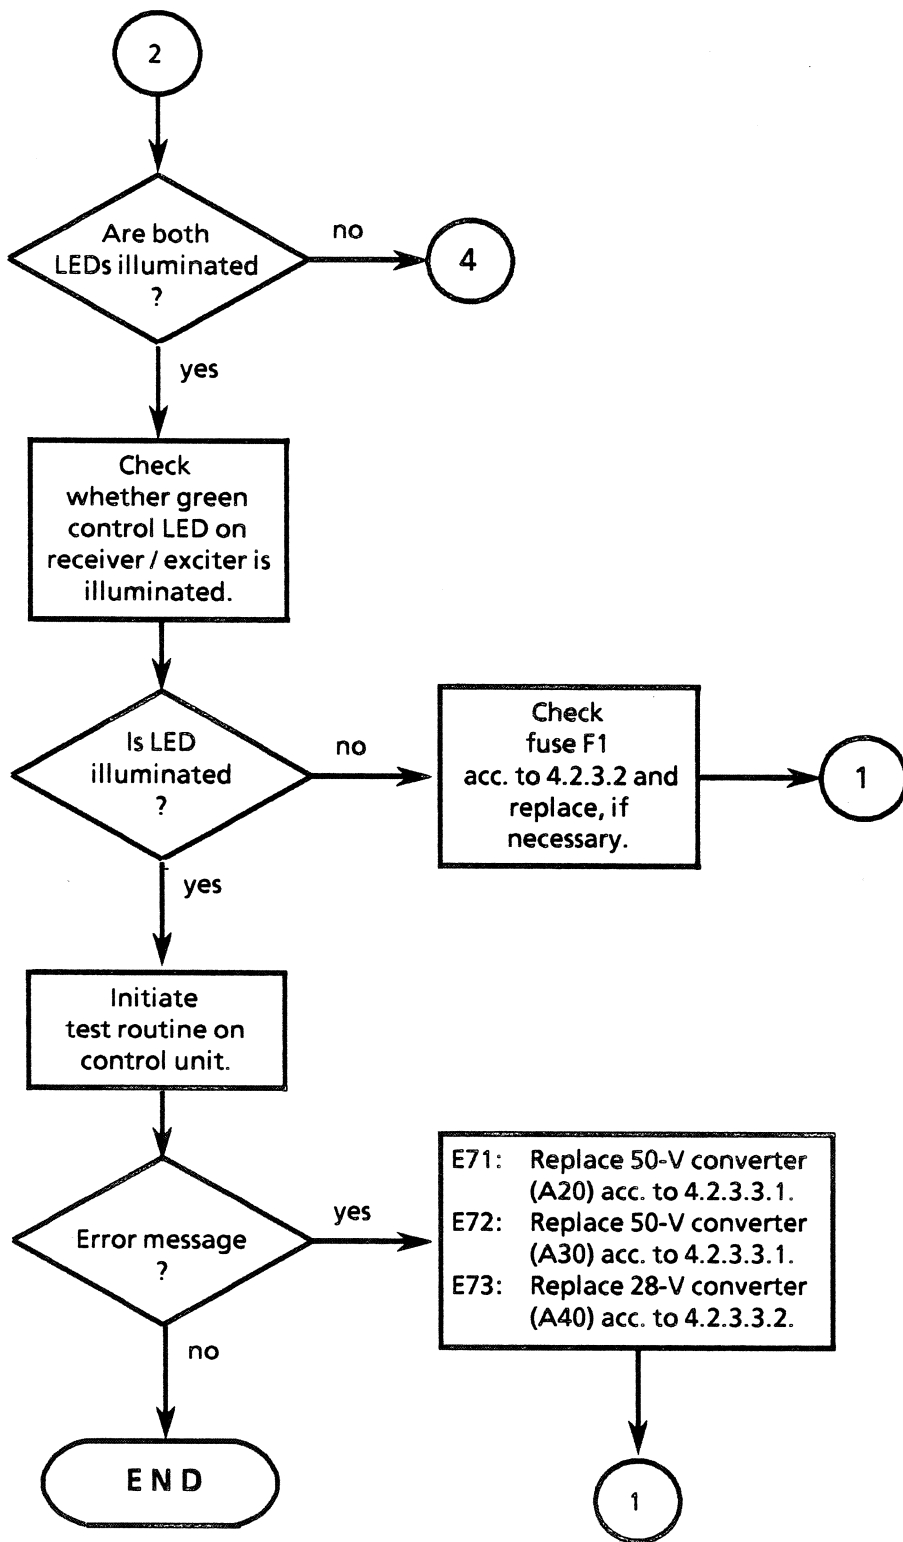 2
Are both
LEDs illuminated
?
no
4
yes
Check
whether green
control LED on
receiver / exciter is
illuminated.
Is LED
illuminated
?
no
Check
fuse F1
acc. to 4.2.3.2 and
replace, if
necessary.
1
yes
Initiate
test routine on
control unit.
Error message
?
yes
E71: Replace 50-V converter
(A20) acc. to 4.2.3.3.1.
E72: Replace 50-V converter
(A30) acc. to 4.2.3.3.1.
E73: Replace 28-V converter
(A40) acc. to 4.2.3.3.2.
no
END
1